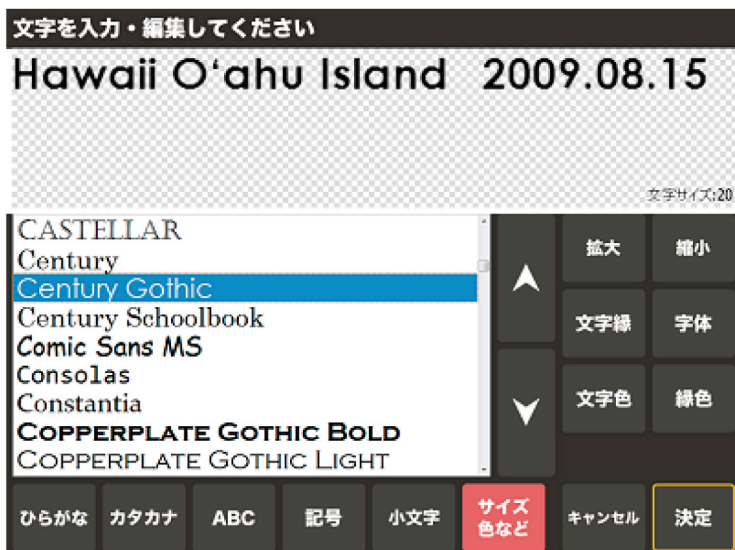 文字を入力・編集してください
Hawaii Oʻahu Island 2009.08.15
文字サイズ:20
CASTELLAR
Century
Century Gothic
Century Schoolbook
Comic Sans MS
Consolas
Constantia
COPPERPLATE GOTHIC BOLD
COPPERPLATE GOTHIC LIGHT
拡大 縮小
文字縁 字体
文字色 縁色
ひらがな カタカナ ABC 記号 小文字 サイズ 色など キャンセル 決定